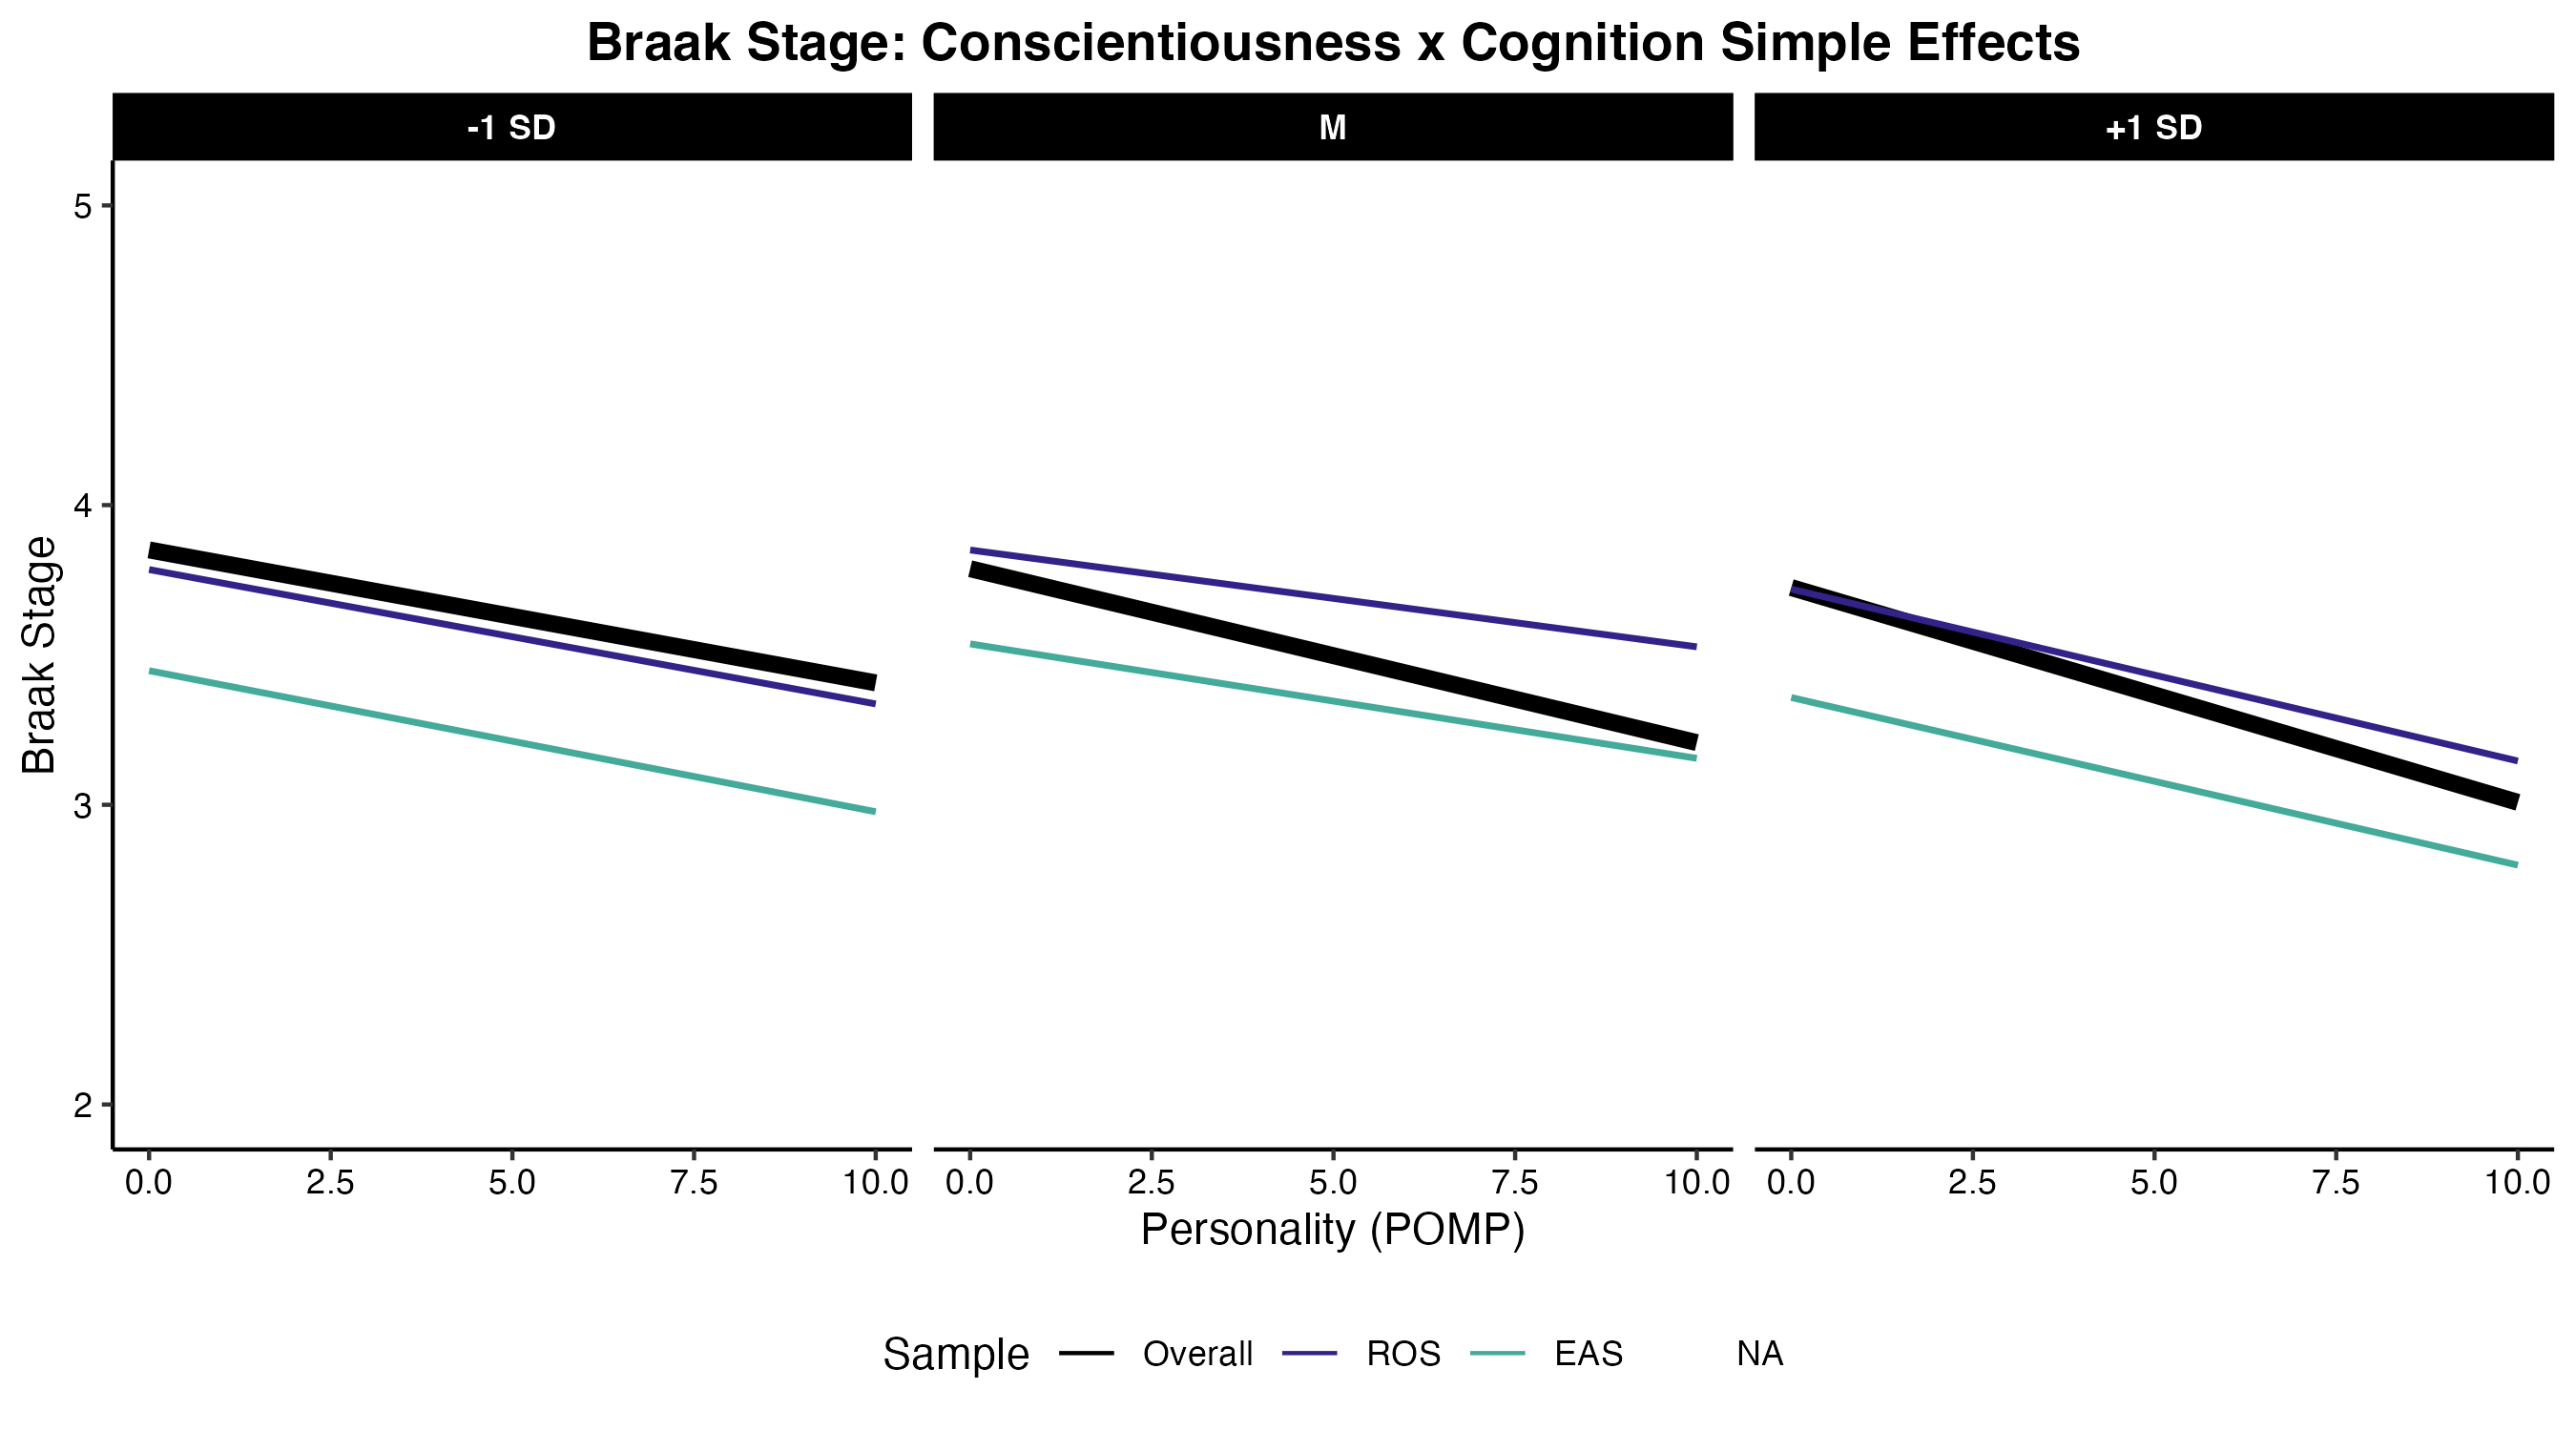 Braak Stage: Conscientiousness x Cognition Simple Effects
-1 SD
M
+1 SD
Braak Stage
5
4
3
2
0.0 2.5 5.0 7.5 10.0
0.0 2.5 5.0 7.5 10.0
0.0 2.5 5.0 7.5 10.0
Personality (POMP)
Sample Overall ROS EAS NA